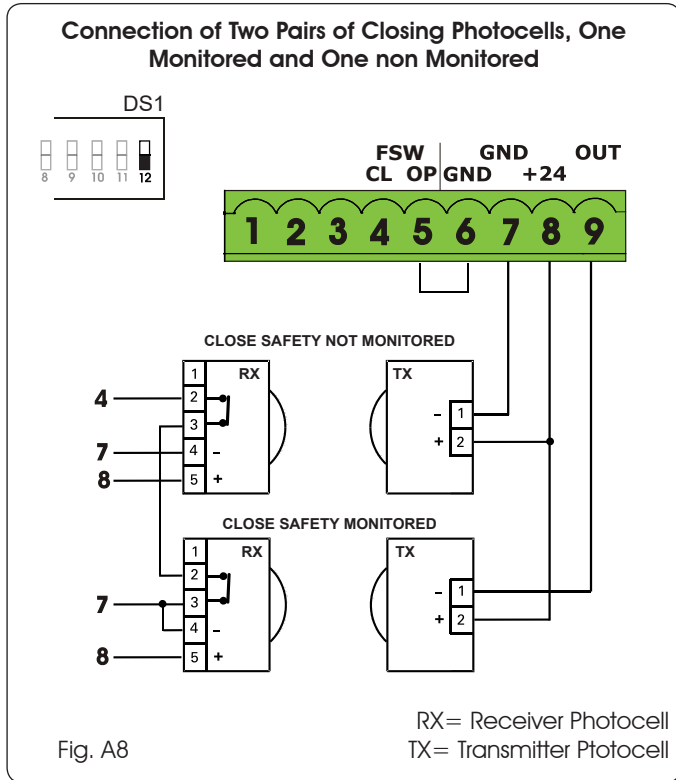 Connection of Two Pairs of Closing Photocells, One
Monitored and One non Monitored
DS1
8 9 10 11 12
FSW GND OUT
CL OP GND +24
1 2 3 4 5 6 7 8 9
CLOSE SAFETY NOT MONITORED
1 RX TX
4 2
3 - 1
7 4 - + 2
8 5 +
CLOSE SAFETY MONITORED
1 RX TX
2 - 1
7 3 + 2
4 -
8 5 +
RX= Receiver Photocell
Fig. A8 TX= Transmitter Ptotocell